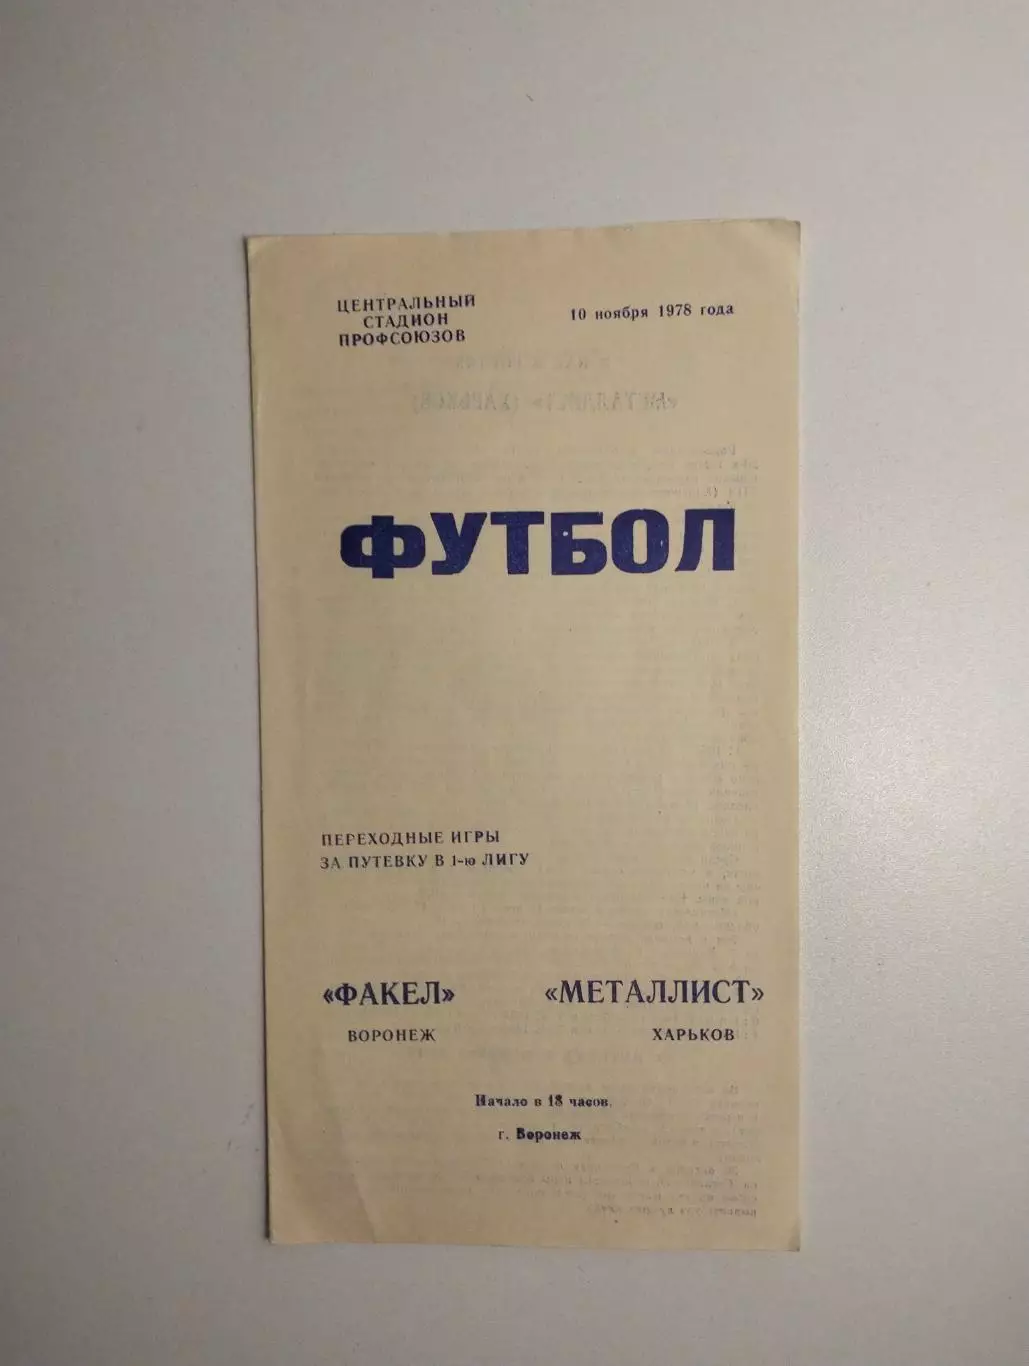 ЦЕНТРАЛЬНЫЙ
СТАДИОН
ПРОФСОЮЗОВ
10 ноября 1978 года
ФУТБОЛ
ПЕРЕХОДНЫЕ ИГРЫ
ЗА ПУТЕВКУ В 1-ю ЛИГУ
«ФАКЕЛ» «МЕТАЛЛИСТ»
ВОРОНЕЖ ХАРЬКОВ
Начало в 18 часов.
г. Воронеж